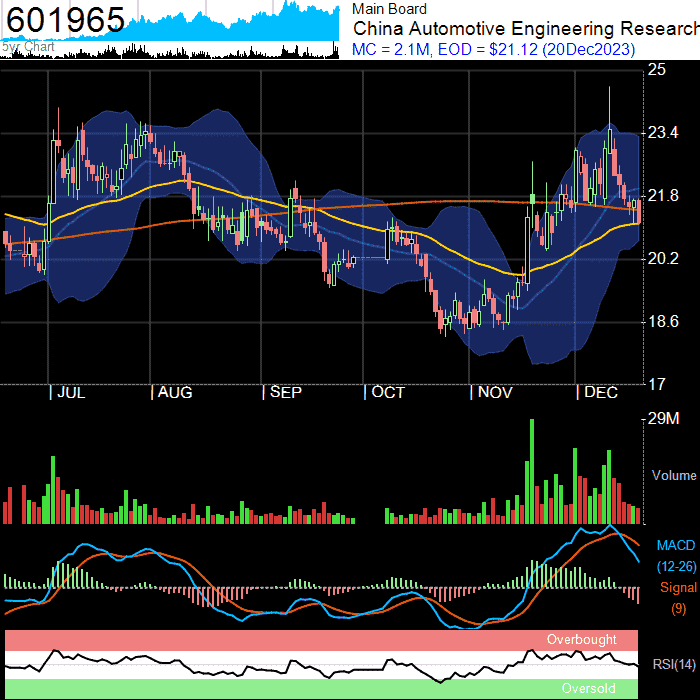 601965
5yr Chart
Main Board
China Automotive Engineering Research
MC = 2.1M, EOD = $21.12 (20Dec2023)
25
23.4
21.8
20.2
18.6
17
JUL AUG SEP OCT NOV DEC
29M
Volume
MACD
(12-26)
Signal
(9)
Overbought
RSI(14)
Oversold